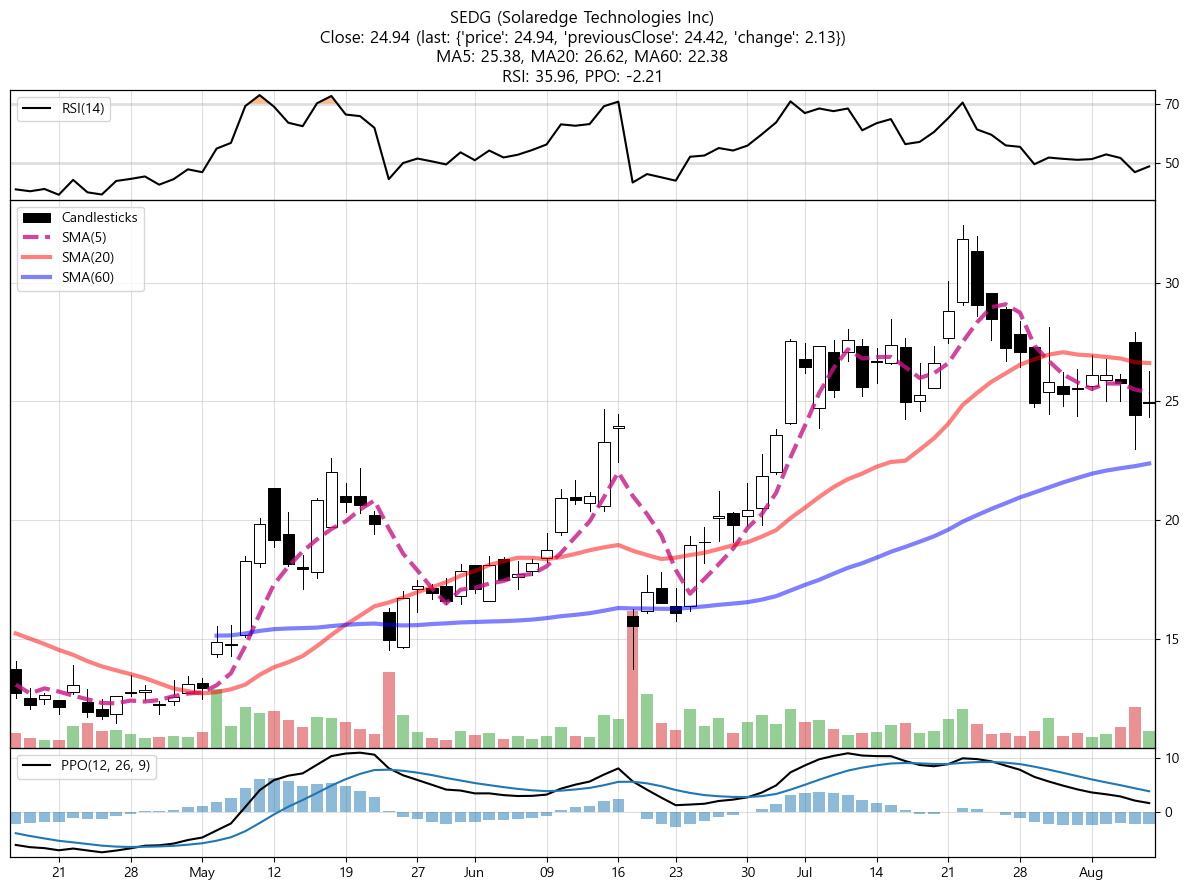 SEDG (Solaredge Technologies Inc)
Close: 24.94 (last: {'price': 24.94, 'previousClose': 24.42, 'change': 2.13})
MA5: 25.38, MA20: 26.62, MA60: 22.38
RSI: 35.96, PPO: -2.21
RSI(14)
70
50
Candlesticks
SMA(5)
SMA(20)
SMA(60)
30
25
20
15
PPO(12, 26, 9)
10
0
21 28 May 12 19 27 Jun 09 16 23 30 Jul 14 21 28 Aug